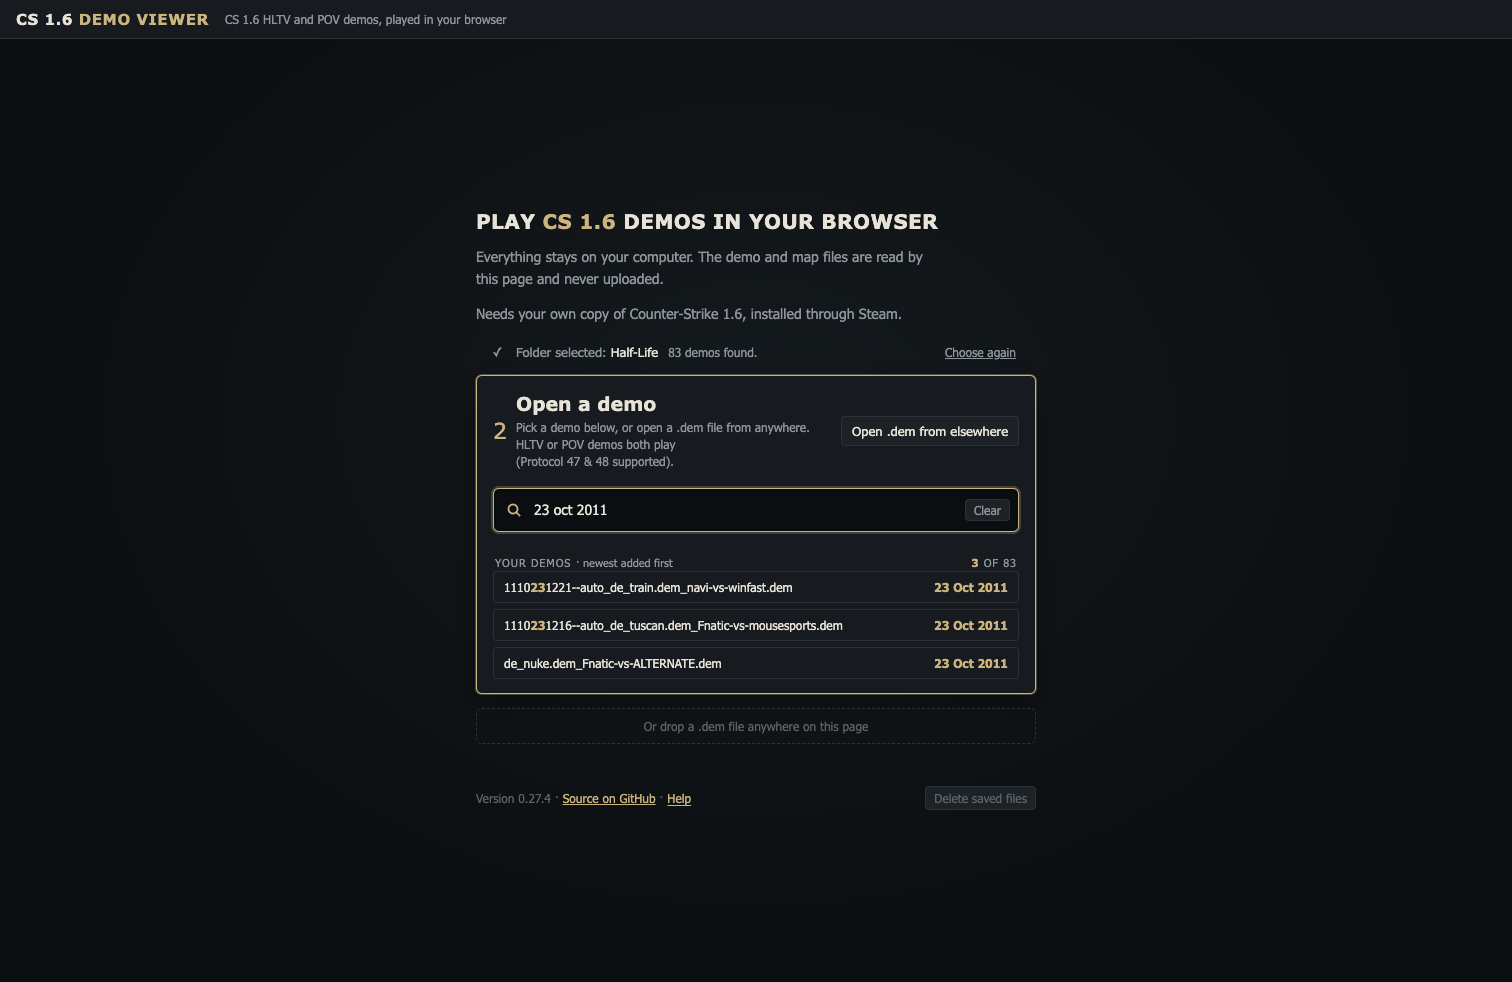 CS 1.6 DEMO VIEWER CS 1.6 HLTV and POV demos, played in your browser
PLAY CS 1.6 DEMOS IN YOUR BROWSER
Everything stays on your computer. The demo and map files are read by
this page and never uploaded.
Needs your own copy of Counter-Strike 1.6, installed through Steam.
✓ Folder selected: Half-Life 83 demos found. Choose again
Open a demo
2
Pick a demo below, or open a .dem file from anywhere.
HLTV or POV demos both play
(Protocol 47 & 48 supported).
Open .dem from elsewhere
23 oct 2011 Clear
YOUR DEMOS · newest added first 3 OF 83
1110231221--auto_de_train.dem_navi-vs-winfast.dem 23 Oct 2011
1110231216--auto_de_tuscan.dem_Fnatic-vs-mousesports.dem 23 Oct 2011
de_nuke.dem_Fnatic-vs-ALTERNATE.dem 23 Oct 2011
Or drop a .dem file anywhere on this page
Version 0.27.4 · Source on GitHub · Help Delete saved files